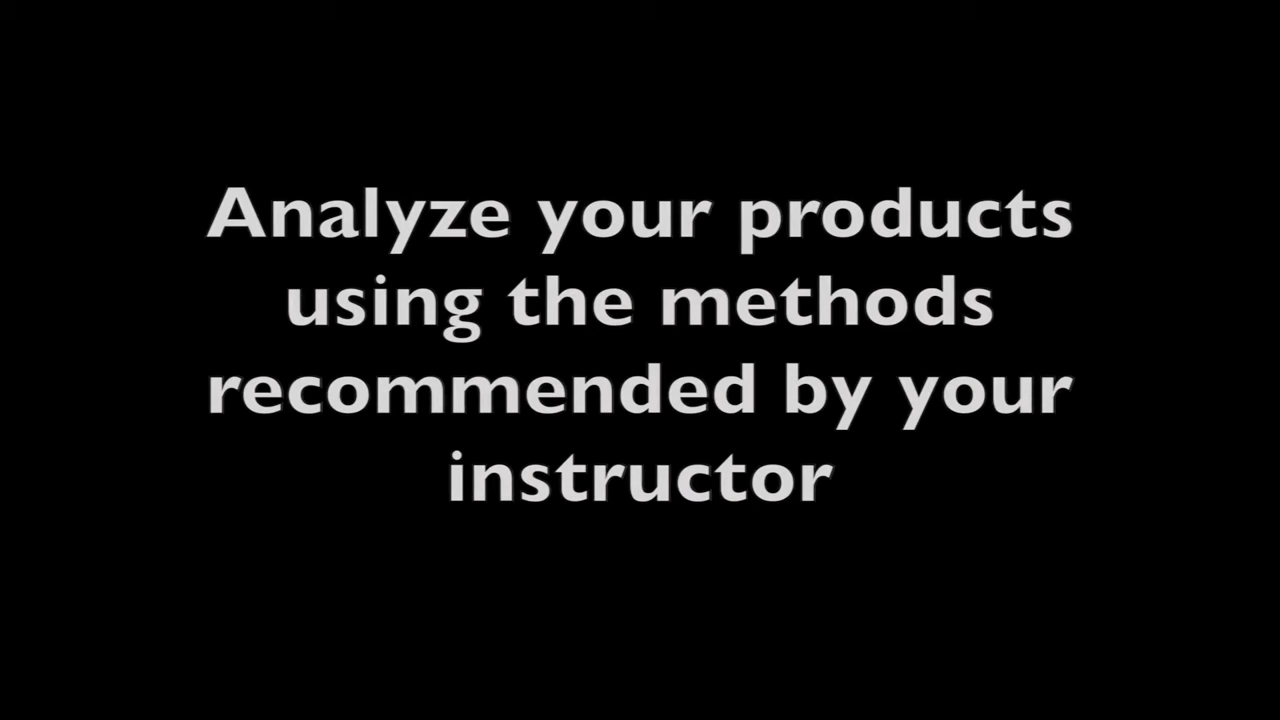 Analyze your products
using the methods
recommended by your
instructor